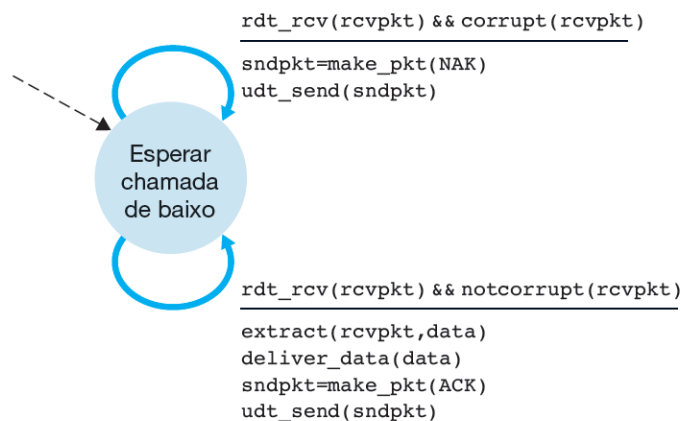 rdt_rcv(rcvpkt) && corrupt(rcvpkt)
sndpkt=make_pkt(NAK)
udt_send(sndpkt)
Esperar
chamada
de baixo
rdt_rcv(rcvpkt) && notcorrupt(rcvpkt)
extract(rcvpkt,data)
deliver_data(data)
sndpkt=make_pkt(ACK)
udt_send(sndpkt)